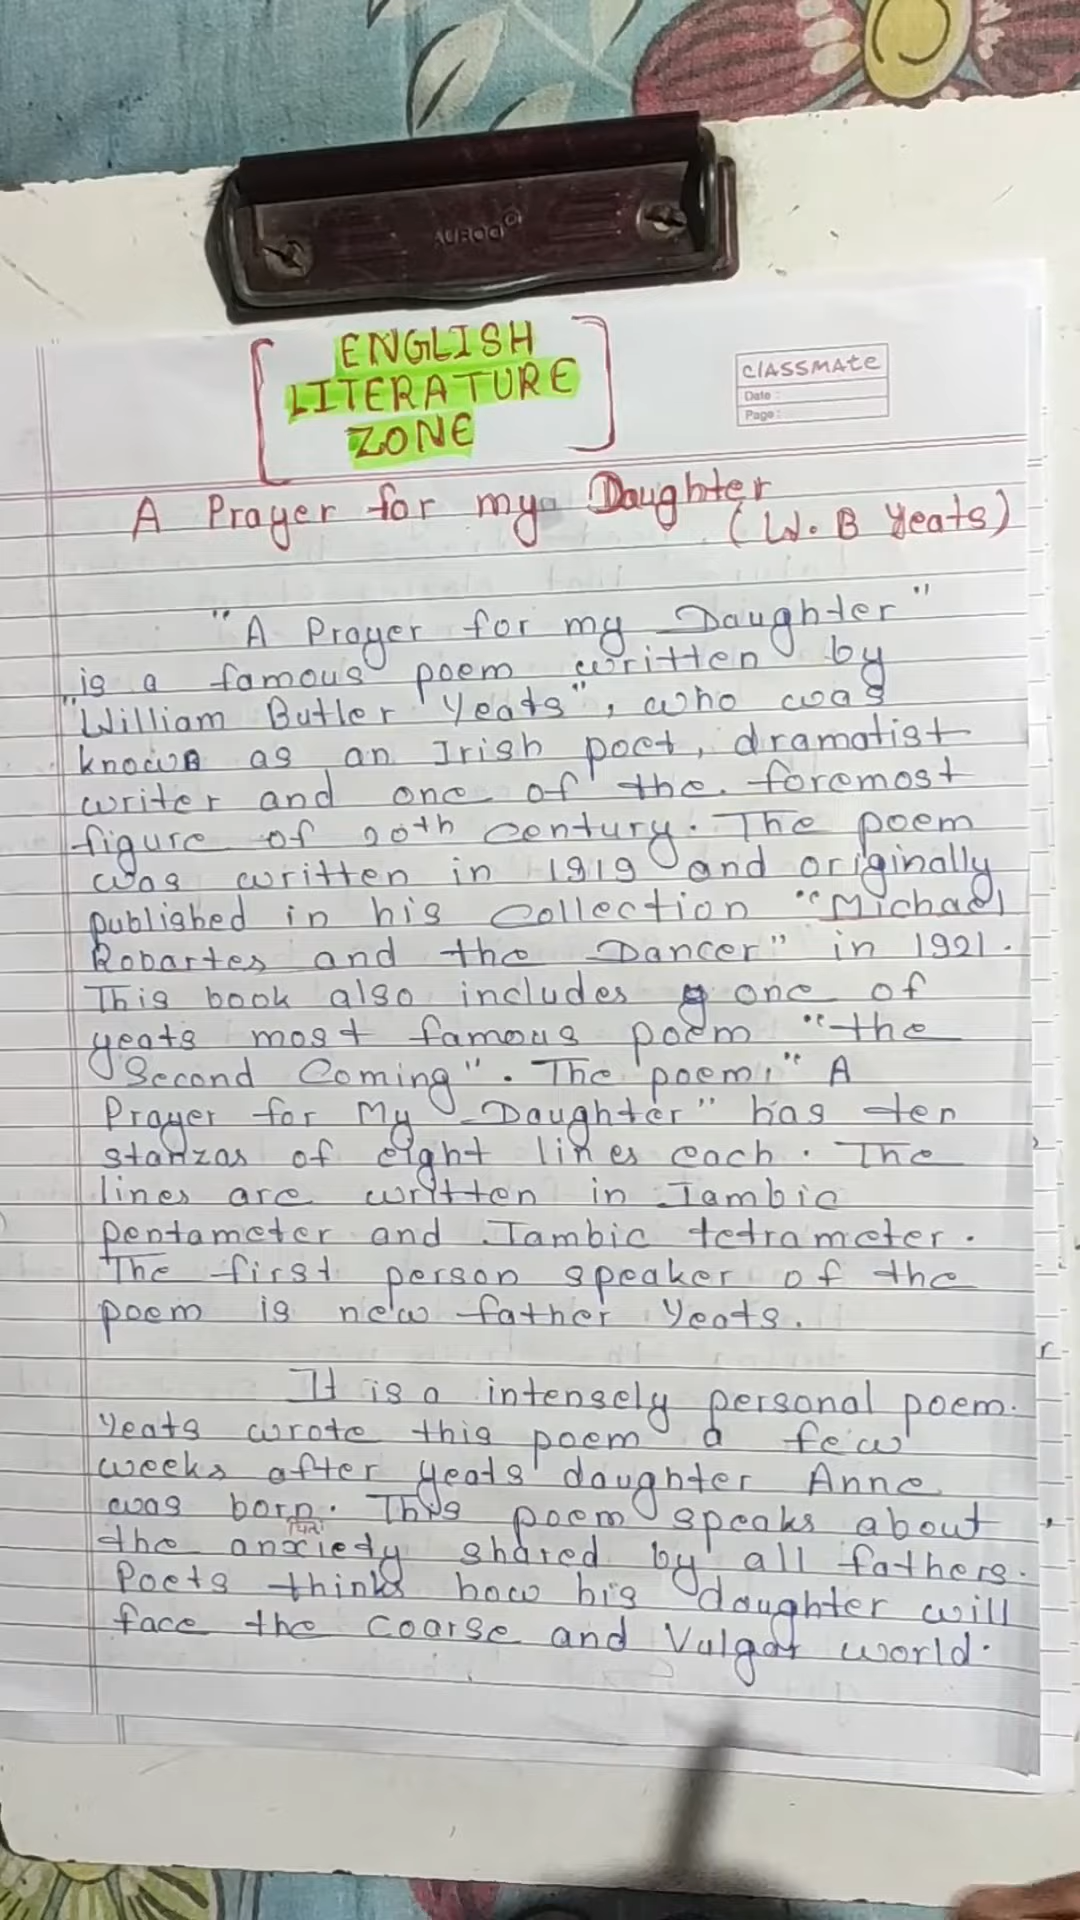 AUROO
ENGLISH
LITERATURE
ZONE
CLASSMATE
Date :
Page :
A Prayer for my Daughter
(W.B Yeats)
"A Prayer for my Daughter"
is a famous poem written by
"William Butler Yeats", who was
known as an Irish poet, dramatist
writer and one of the foremost
figure of 20th century. The poem
was written in 1919 and originally
published in his collection "Michael
Robartes and the Dancer" in 1921.
This book also includes one of
yeats most famous poem "the
Second Coming". The poem, "A
Prayer for My Daughter" has ten
stanzas of eight lines each. The
lines are written in Iambic
pentameter and Iambic tetrameter.
The first person speaker of the
poem is new father Yeats.
It is a intensely personal poem.
Yeats wrote this poem a few
weeks after yeats' daughter Anne
was born. This poem speaks about
चिंता
the anxiety shared by all fathers.
Poets thinks how his daughter will
face the coarse and Vulgar world.